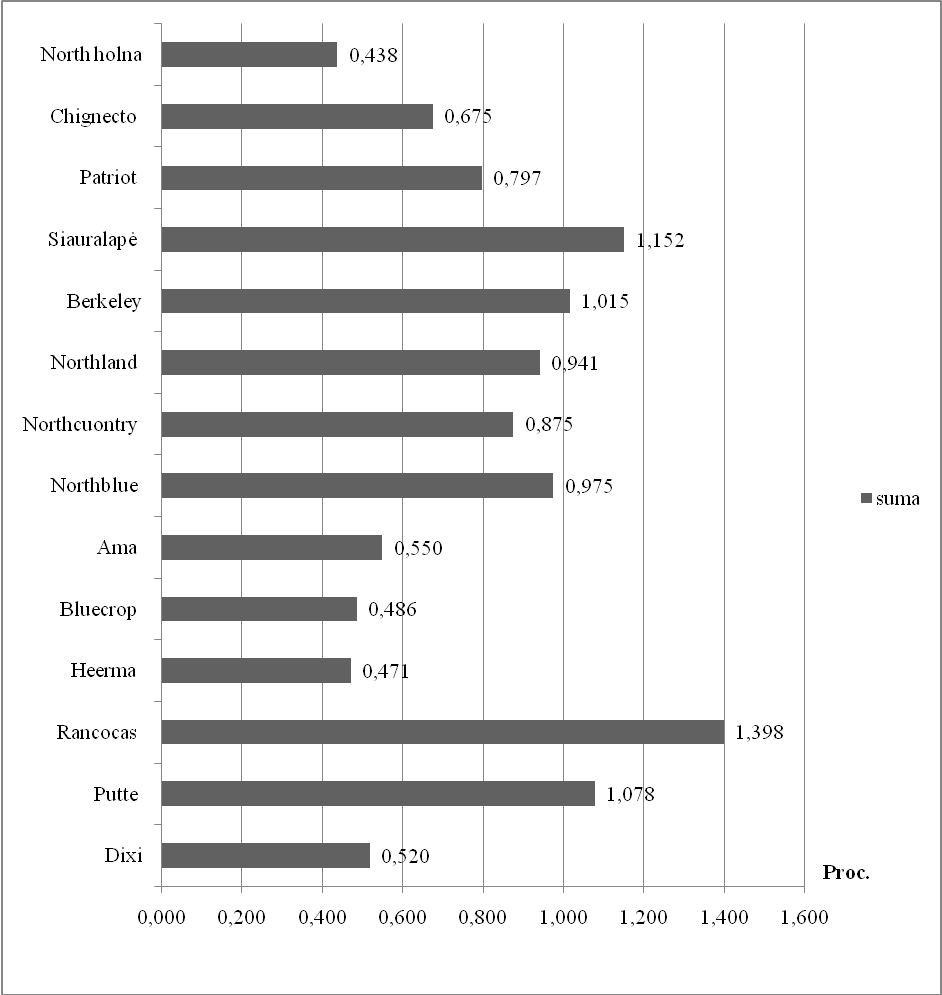 North holna 0,438
Chignecto 0,675
Patriot 0,797
Siauralapė 1,152
Berkeley 1,015
Northland 0,941
Northcuontry 0,875
Northblue 0,975
suma
Ama 0,550
Bluecrop 0,486
Heerma 0,471
Rancocas 1,398
Putte 1,078
Dixi 0,520
Proc.
0,000 0,200 0,400 0,600 0,800 1,000 1,200 1,400 1,600